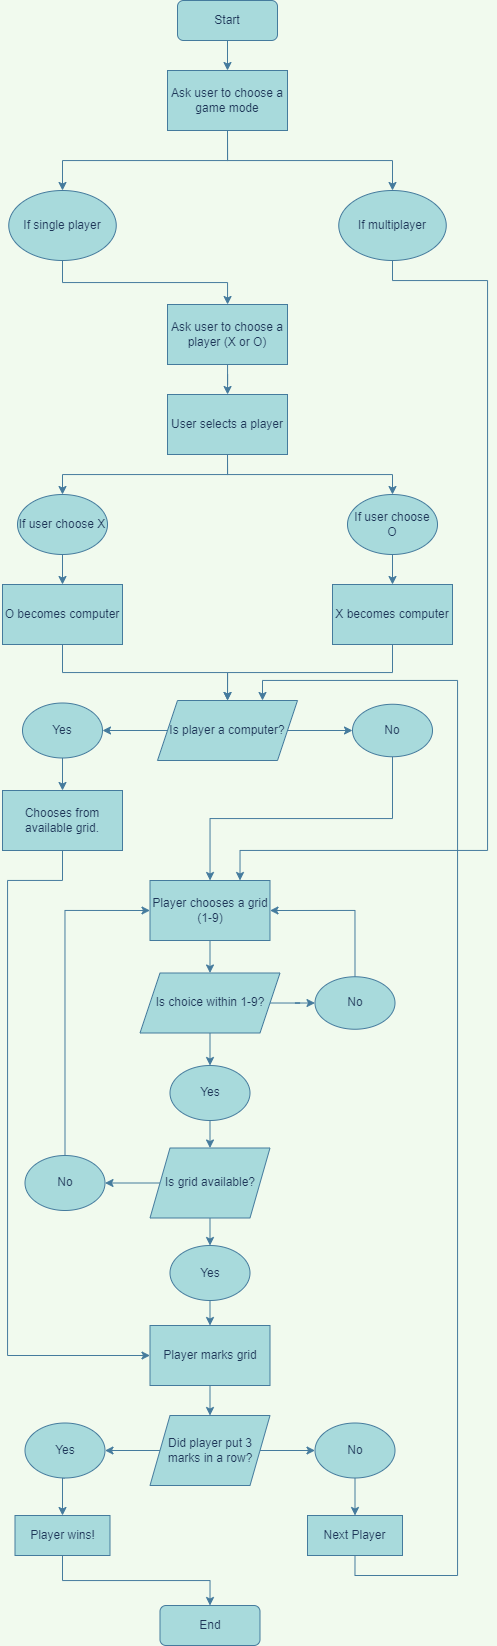 Start
Ask user to choose a
game mode
If single player
If multiplayer
Ask user to choose a
player (X or O)
User selects a player
If user choose X
If user choose
O
O becomes computer
X becomes computer
Yes
Is player a computer?
No
Chooses from
available grid.
Player chooses a grid
(1-9)
Is choice within 1-9?
No
Yes
No
Is grid available?
Yes
Player marks grid
Yes
Did player put 3
marks in a row?
No
Player wins!
Next Player
End